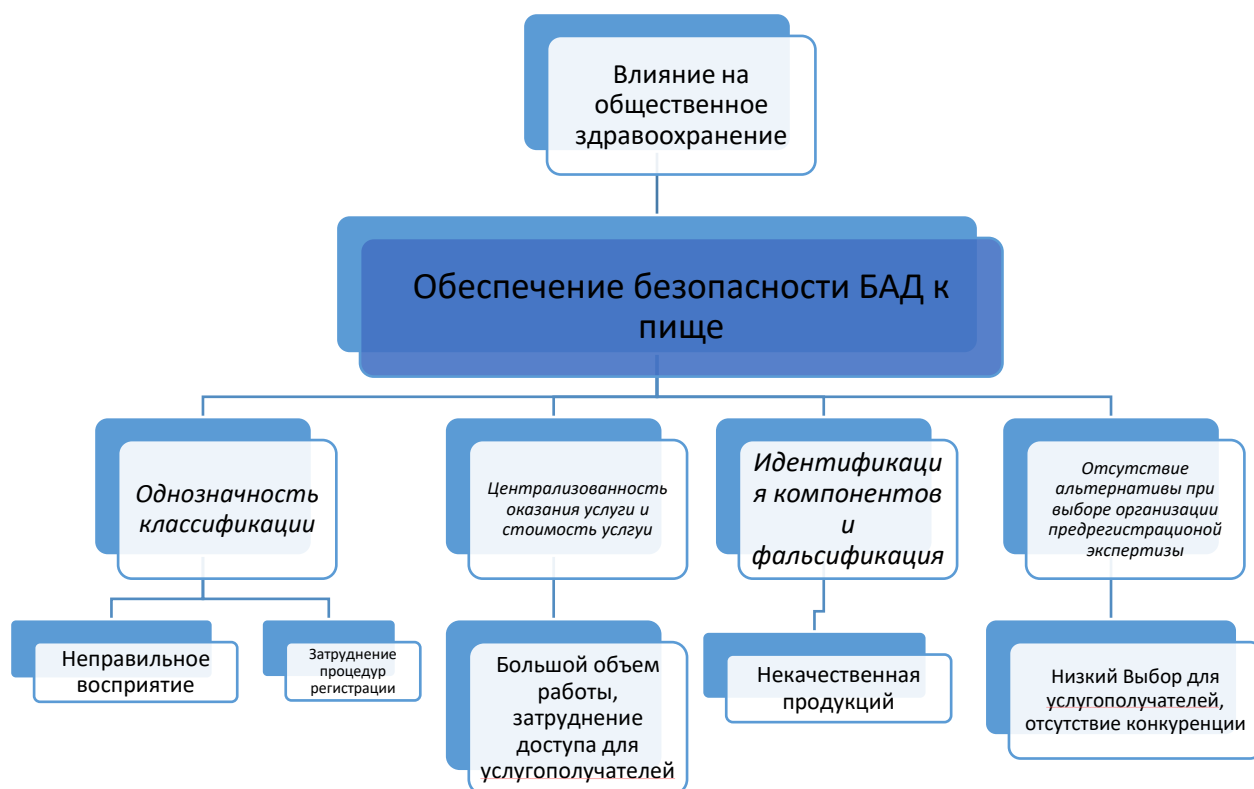 Влияние на
общественное
здравоохранение
Обеспечение безопасности БАД к
пище
Однозначность
классификации
Централизованность
оказания услуги и
стоимость услгуи
Идентификаци
я компонентов
и
фальсификация
Отсутствие
альтернативы при
выборе организации
предрегистрационой
экспертизы
Неправильное
восприятие
Затруднение
процедур
регистрации
Большой объем
работы,
затруднение
доступа для
услугополучателей
Некачественная
продукций
Низкий Выбор для
услугополучателей,
отсутствие конкуренции